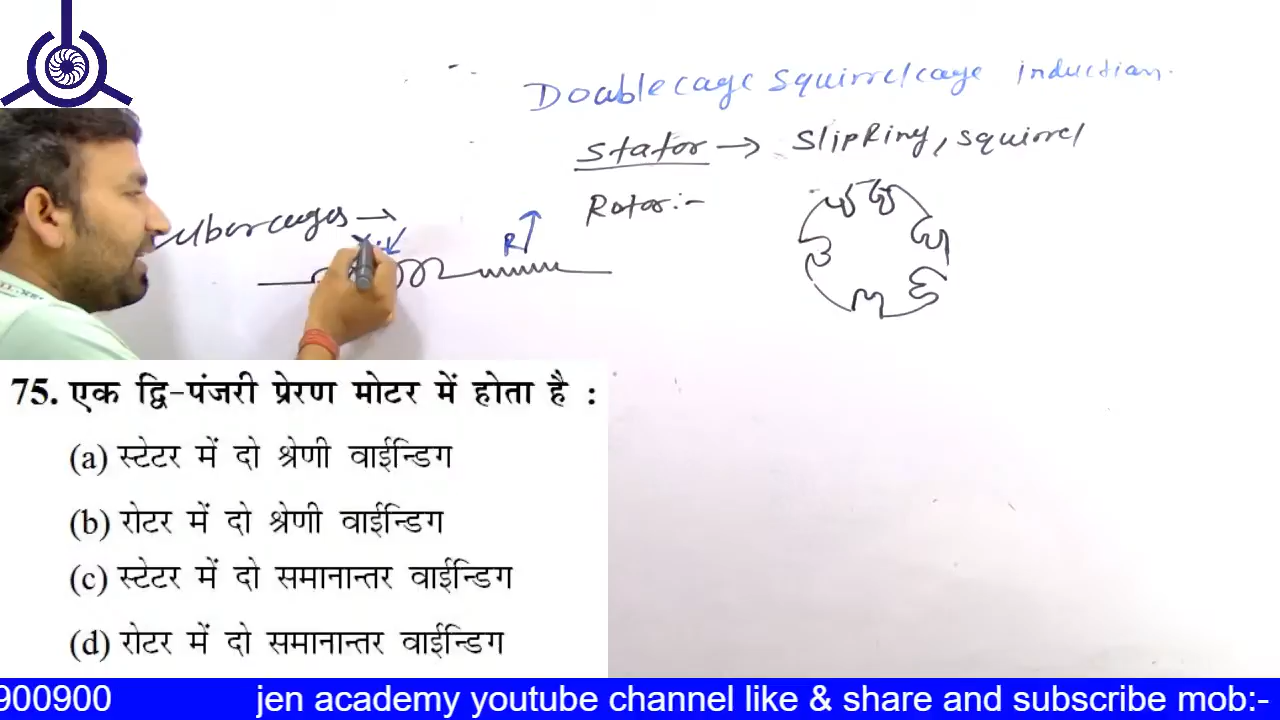 Doublecage squirrelcage induction.
Stator → SlipRing, squirrel
Rotor:-
cages →
X
R
75. एक द्वि-पंजरी प्रेरण मोटर में होता है :
(a) स्टेटर में दो श्रेणी वाईन्डिग
(b) रोटर में दो श्रेणी वाईन्डिग
(c) स्टेटर में दो समानान्तर वाईन्डिग
(d) रोटर में दो समानान्तर वाईन्डिग
900900 jen academy youtube channel like & share and subscribe mob:-